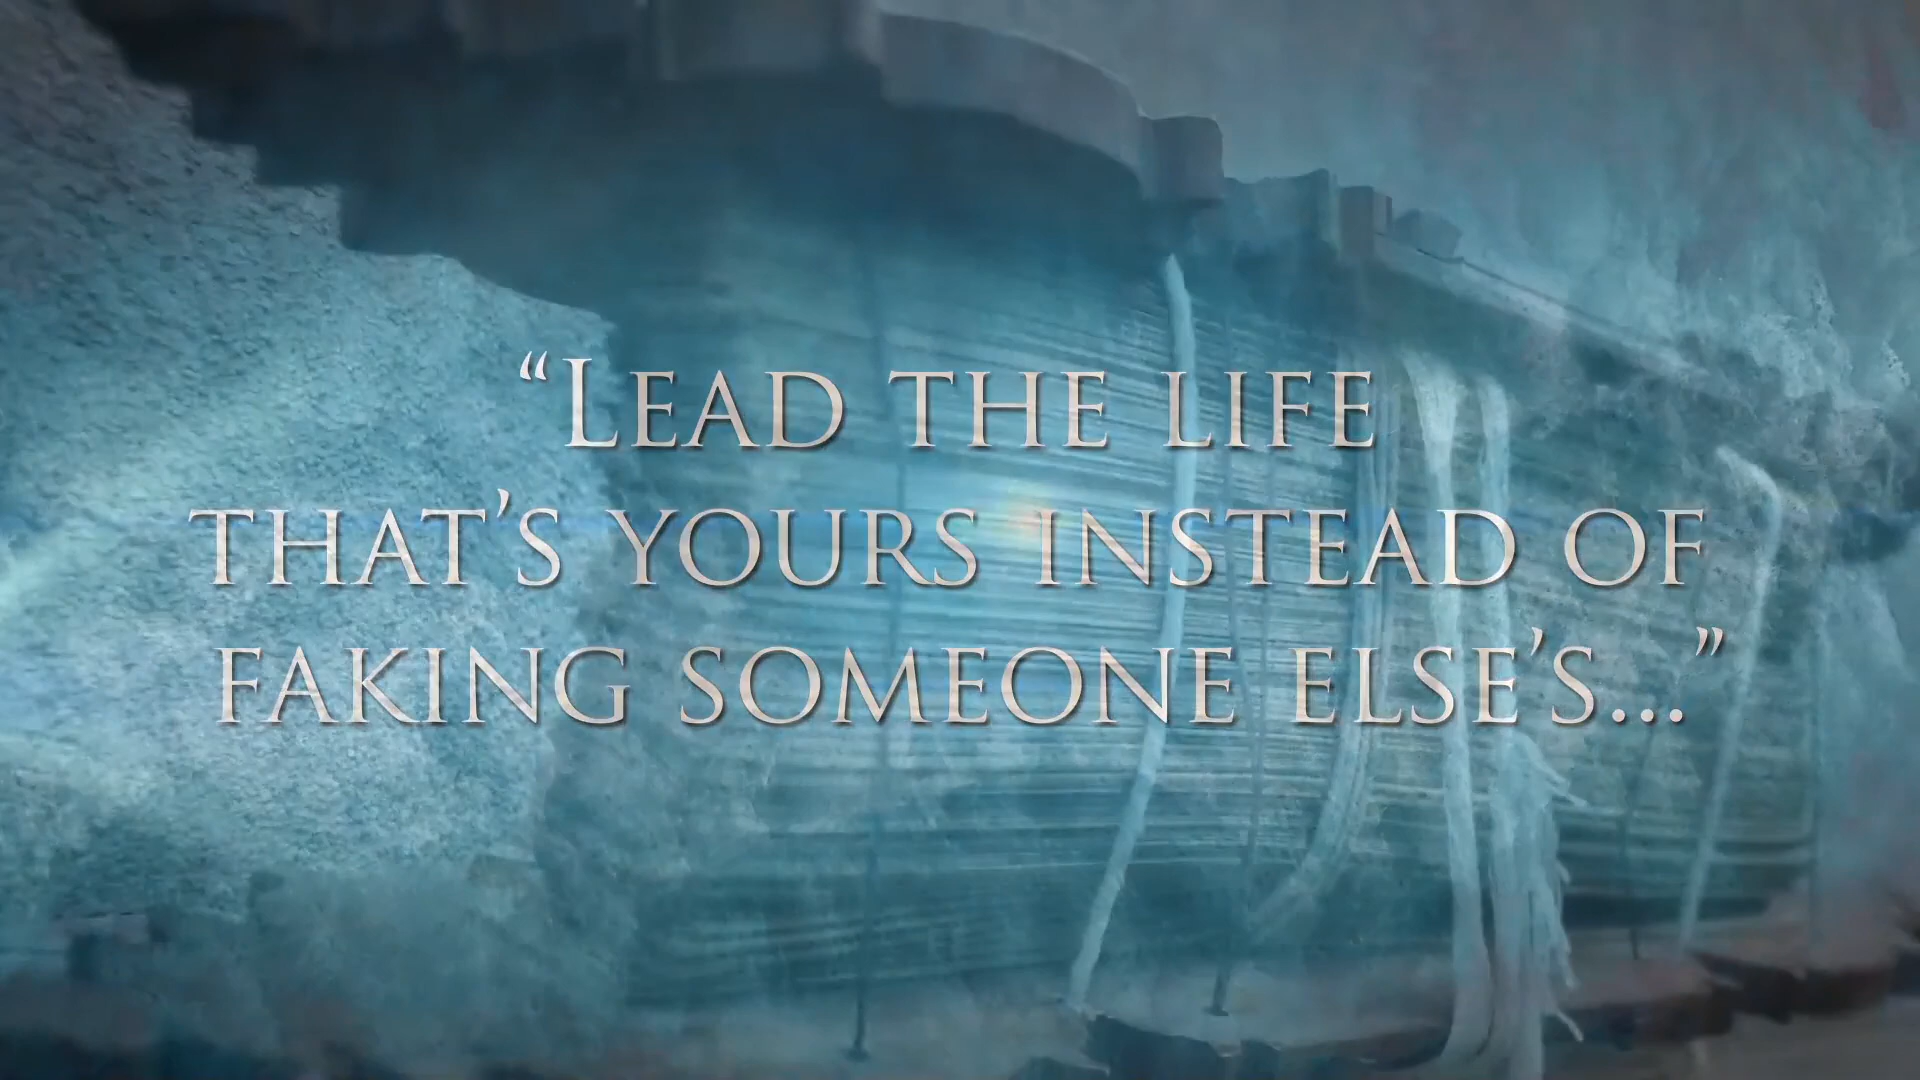 “Lead the life
that’s yours instead of
faking someone else’s...”